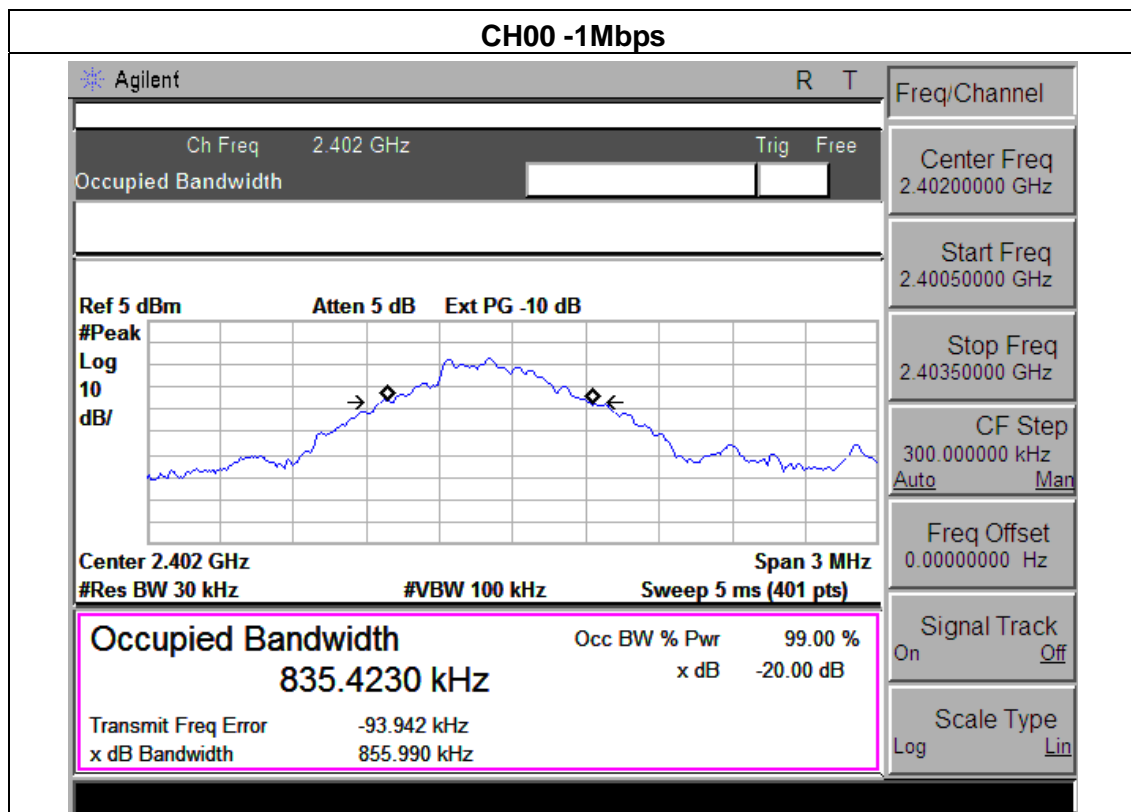 CH00 -1Mbps
Agilent R T
Ch Freq 2.402 GHz Trig Free
Occupied Bandwidth
Ref 5 dBm Atten 5 dB Ext PG -10 dB
#Peak
Log
10
dB/
Center 2.402 GHz Span 3 MHz
#Res BW 30 kHz #VBW 100 kHz Sweep 5 ms (401 pts)
Occupied Bandwidth
835.4230 kHz
Occ BW % Pwr 99.00 %
x dB -20.00 dB
Transmit Freq Error -93.942 kHz
x dB Bandwidth 855.990 kHz
Freq/Channel
Center Freq
2.40200000 GHz
Start Freq
2.40050000 GHz
Stop Freq
2.40350000 GHz
CF Step
300.000000 kHz
Auto Man
Freq Offset
0.00000000 Hz
Signal Track
On Off
Scale Type
Log Lin